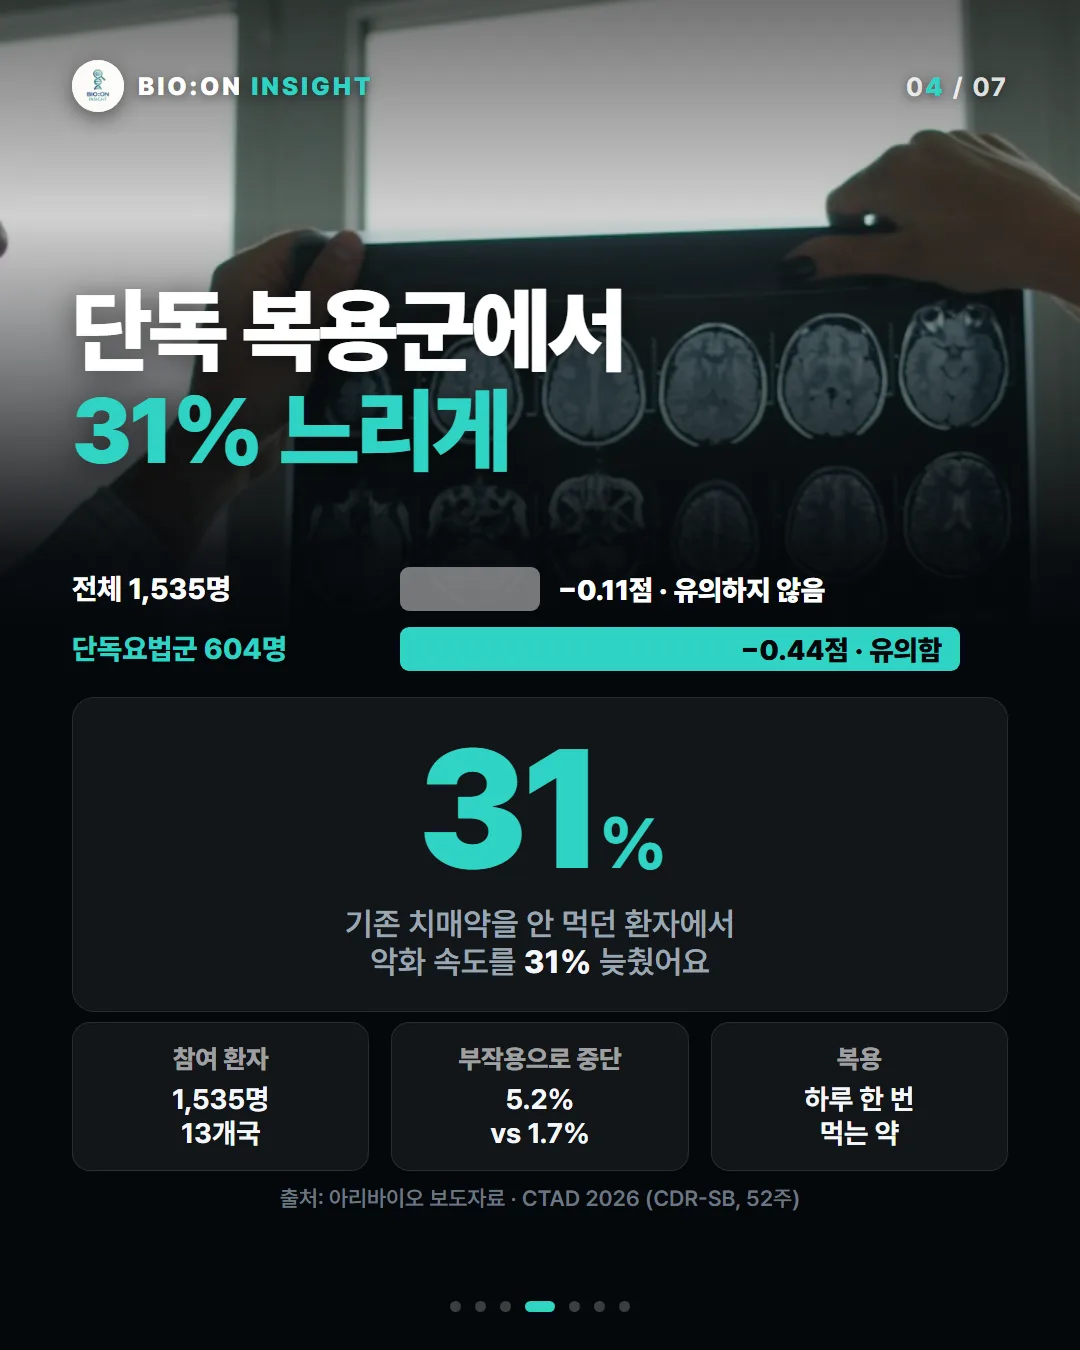 BIO:ON INSIGHT
BIO:ON INSIGHT
04 / 07
단독 복용군에서
31% 느리게
전체 1,535명
−0.11점 · 유의하지 않음
단독요법군 604명
−0.44점 · 유의함
31%
기존 치매약을 안 먹던 환자에서
악화 속도를 31% 늦췄어요
참여 환자
1,535명
13개국
부작용으로 중단
5.2%
vs 1.7%
복용
하루 한 번
먹는 약
출처: 아리바이오 보도자료 · CTAD 2026 (CDR-SB, 52주)